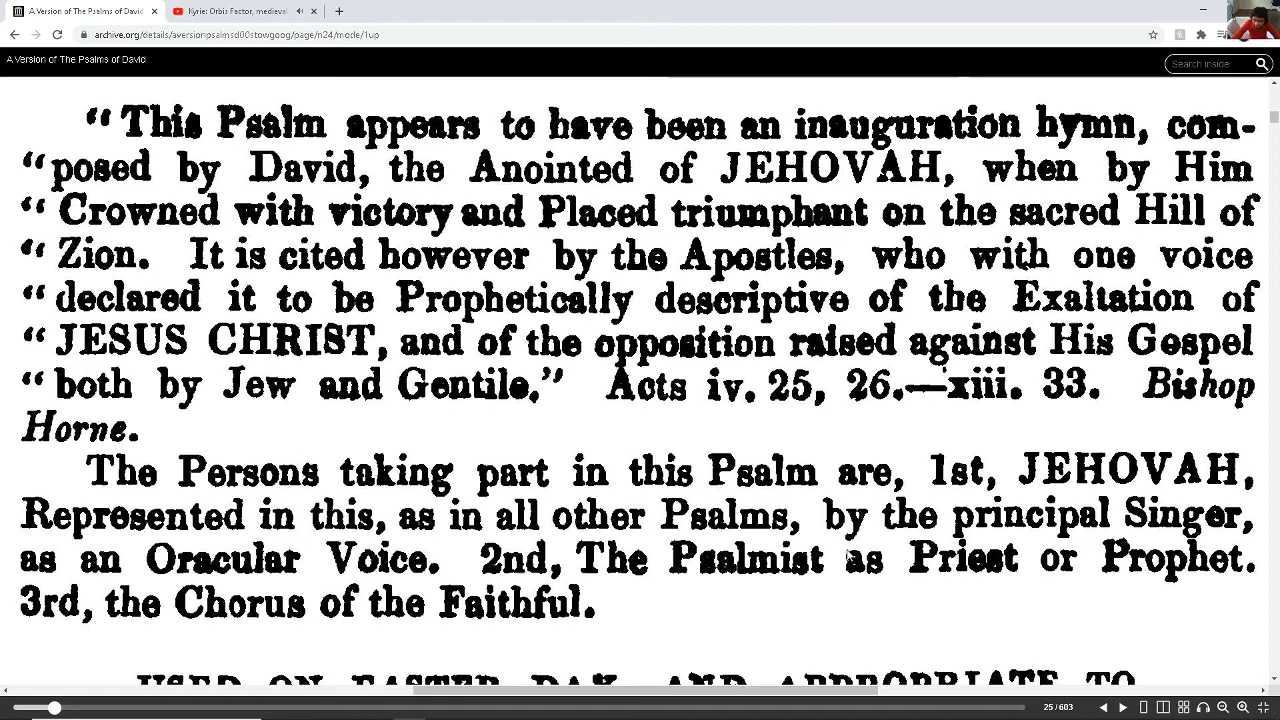 A Version of The Psalms of David
Kyrie: Orbis Factor, medieval
archive.org/details/aversionpsalmsd00stowgoog/page/n24/mode/1up
A Version of The Psalms of David
Search inside
“This Psalm appears to have been an inauguration hymn, com-
“posed by David, the Anointed of JEHOVAH, when by Him
“Crowned with victory and Placed triumphant on the sacred Hill of
“Zion. It is cited however by the Apostles, who with one voice
“declared it to be Prophetically descriptive of the Exaltation of
“JESUS CHRIST, and of the opposition raised against His Gospel
“both by Jew and Gentile.” Acts iv. 25, 26.—xiii. 33. Bishop
Horne.
The Persons taking part in this Psalm are, 1st, JEHOVAH,
Represented in this, as in all other Psalms, by the principal Singer,
as an Oracular Voice. 2nd, The Psalmist as Priest or Prophet.
3rd, the Chorus of the Faithful.
USED ON EASTER DAY, AND APPROPRIATE TO
25 / 603